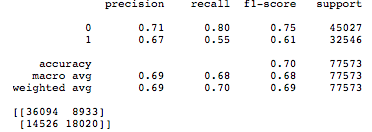 precision recall f1-score support
0 0.71 0.80 0.75 45027
1 0.67 0.55 0.61 32546
accuracy 0.70 77573
macro avg 0.69 0.68 0.68 77573
weighted avg 0.69 0.70 0.69 77573
[[36094 8933]
[14526 18020]]